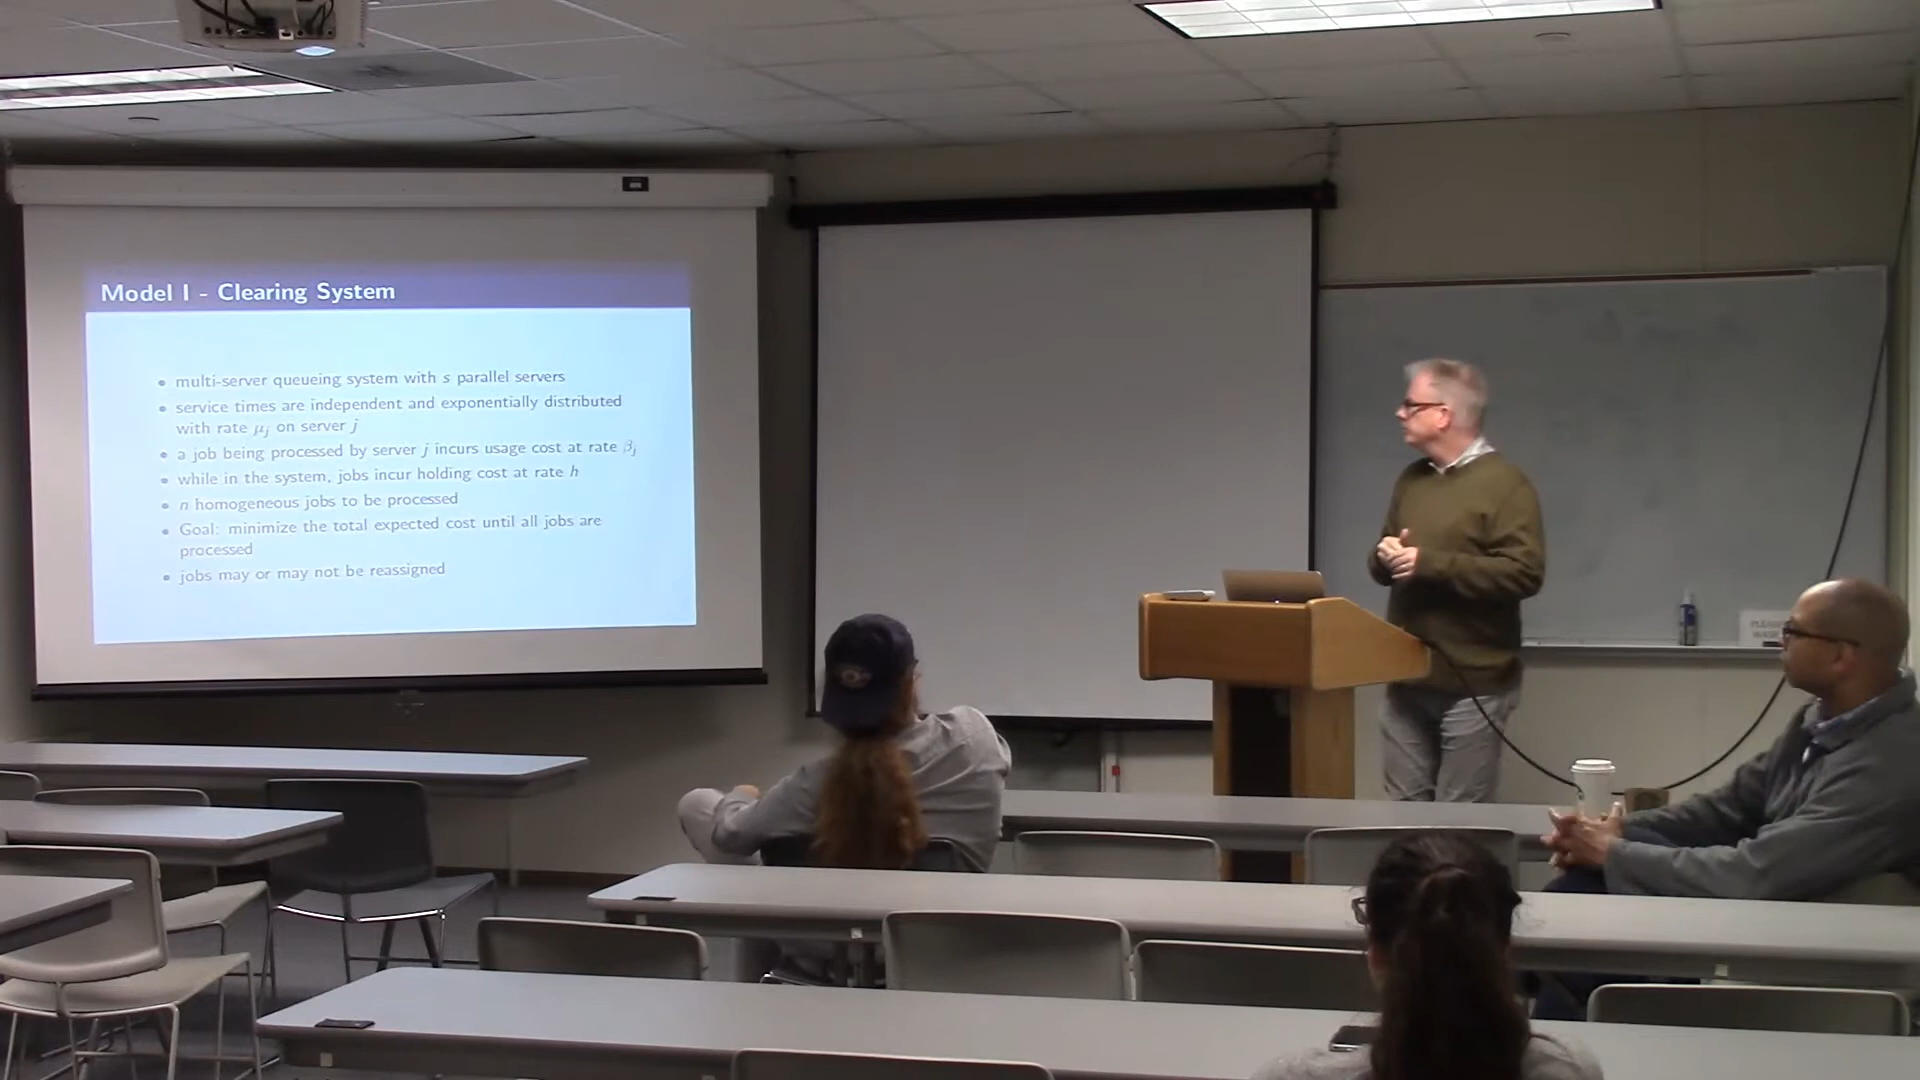 Model I - Clearing System
• multi-server queueing system with s parallel servers
• service times are independent and exponentially distributed
with rate μj on server j
• a job being processed by server j incurs usage cost at rate βj
• while in the system, jobs incur holding cost at rate h
• n homogeneous jobs to be processed
• Goal: minimize the total expected cost until all jobs are
processed
• jobs may or may not be reassigned